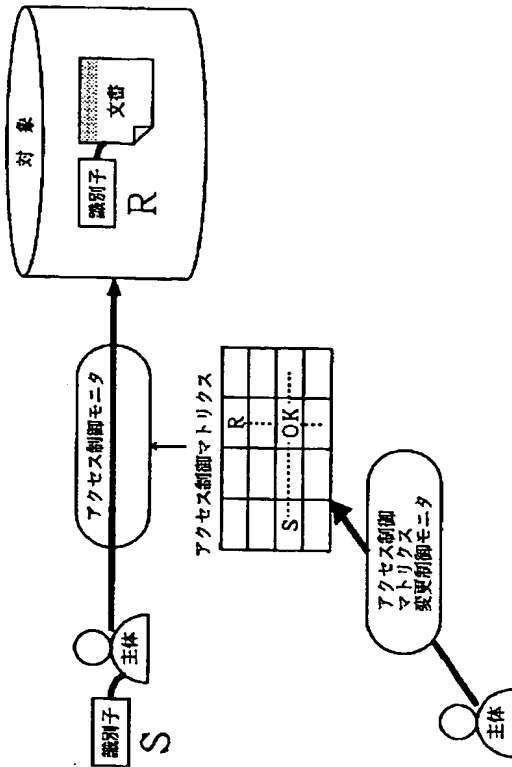 対 象
識別子
文書
R
アクセス制御モニタ
主体
識別子
S
アクセス制御マトリクス
R
S OK
アクセス制御
マトリクス
変更制御モニタ
主体